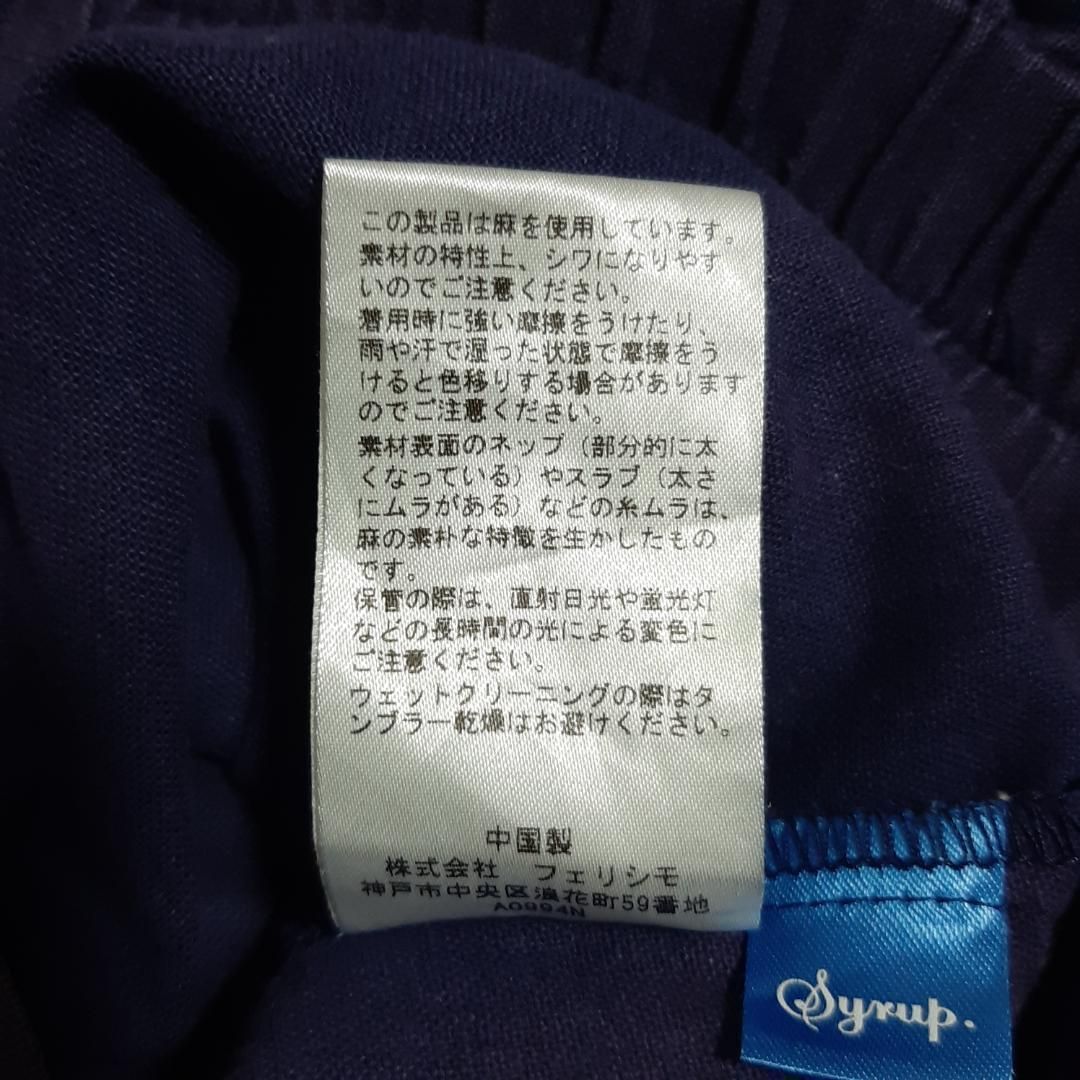 この製品は麻を使用しています。
素材の特性上、シワになりやす
いのでご注意ください。
着用時に強い摩擦をうけたり、
雨や汗で湿った状態で摩擦をう
けると色移りする場合があります
のでご注意ください。
素材表面のネップ（部分的に太
くなっている）やスラブ（太さ
にムラがある）などの糸ムラは、
麻の素朴な特徴を生かしたもの
です。
保管の際は、直射日光や蛍光灯
などの長時間の光による変色に
ご注意ください。
ウェットクリーニングの際はタ
ンブラー乾燥はお避けください。
中国製
株式会社 フェリシモ
神戸市中央区浪花町59番地
A0994N
Syrup.